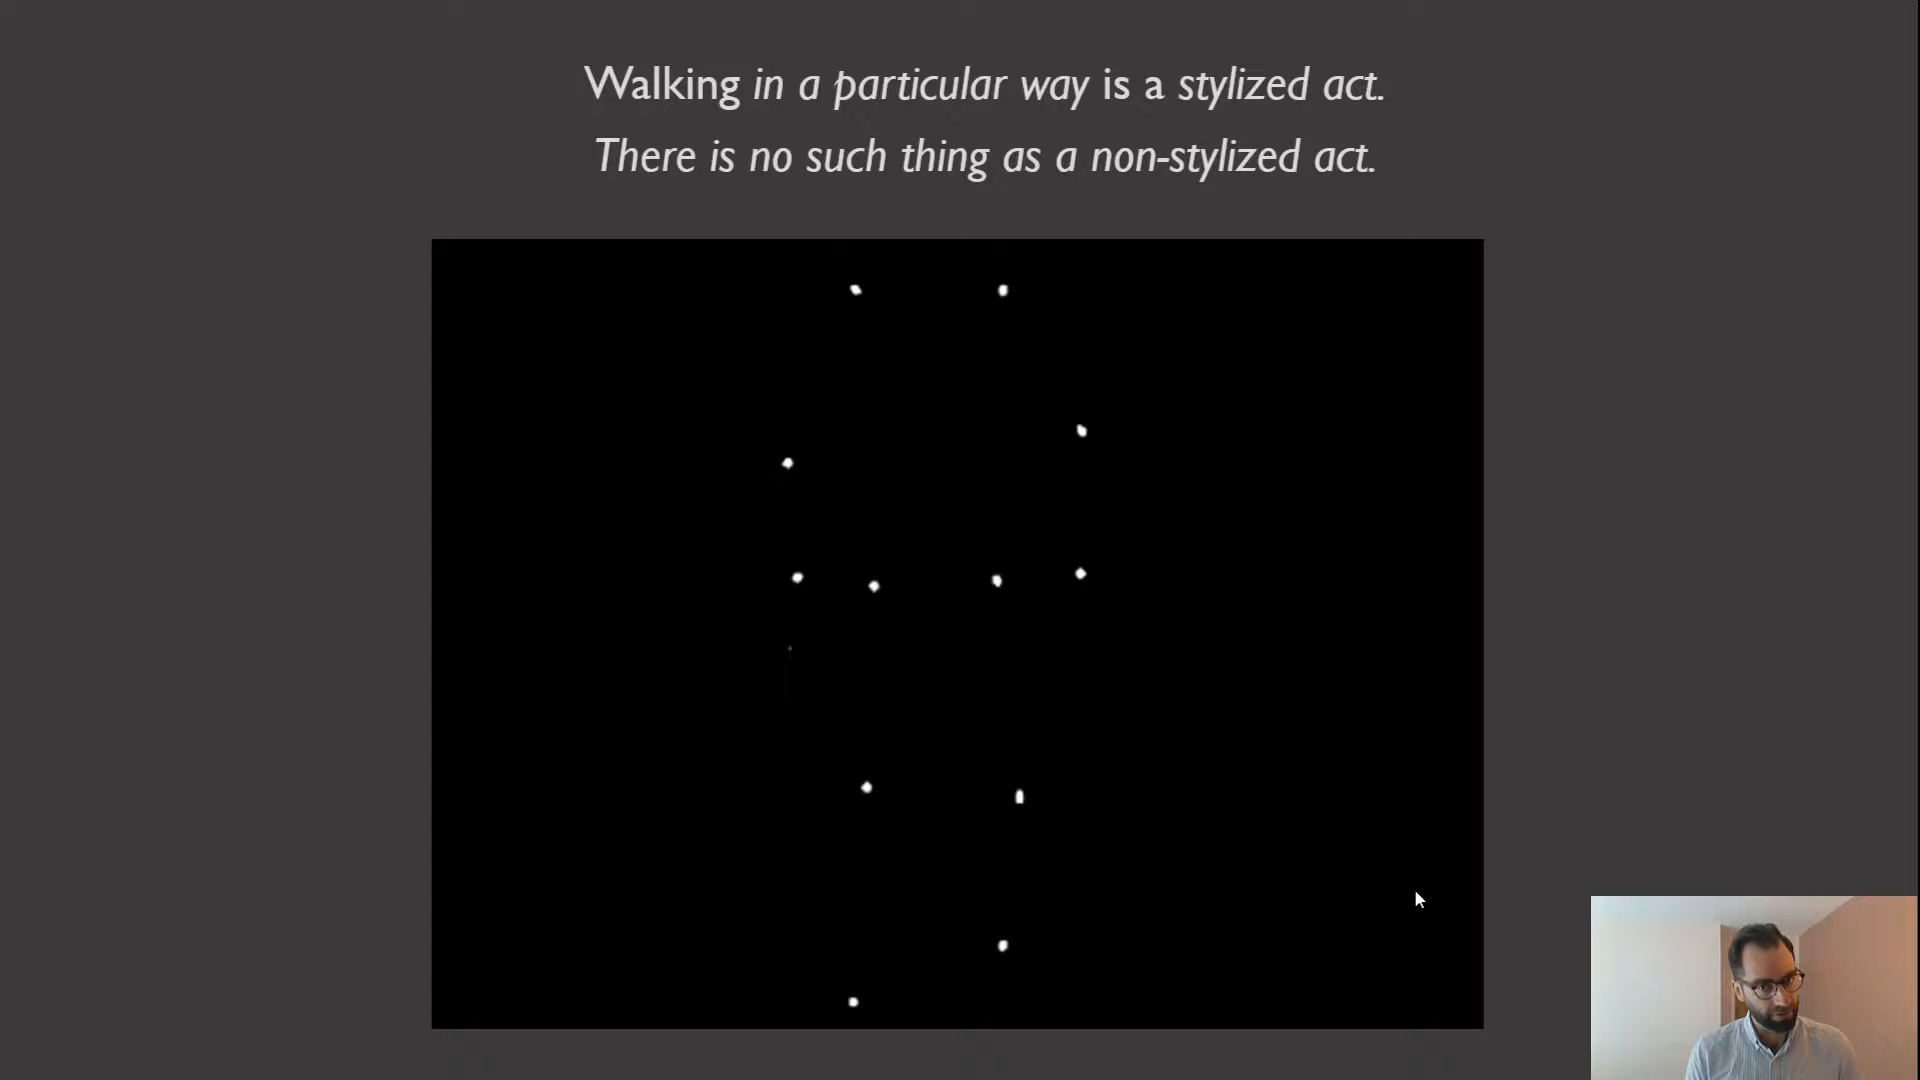 Walking in a particular way is a stylized act.
There is no such thing as a non-stylized act.